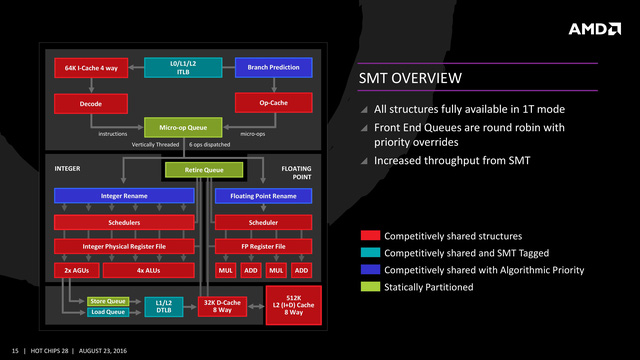 AMD
SMT OVERVIEW
All structures fully available in 1T mode
Front End Queues are round robin with
priority overrides
Increased throughput from SMT
Competitively shared structures
Competitively shared and SMT Tagged
Competitively shared with Algorithmic Priority
Statically Partitioned
64K I-Cache 4 way
L0/L1/L2
ITLB
Branch Prediction
Decode
Op-Cache
Micro-op Queue
instructions
micro-ops
Vertically Threaded
6 ops dispatched
INTEGER
Retire Queue
FLOATING
POINT
Integer Rename
Floating Point Rename
Schedulers
Scheduler
Integer Physical Register File
FP Register File
2x AGUs
4x ALUs
MUL
ADD
MUL
ADD
Store Queue
Load Queue
L1/L2
DTLB
32K D-Cache
8 Way
512K
L2 (I+D) Cache
8 Way
15 | HOT CHIPS 28 | AUGUST 23, 2016